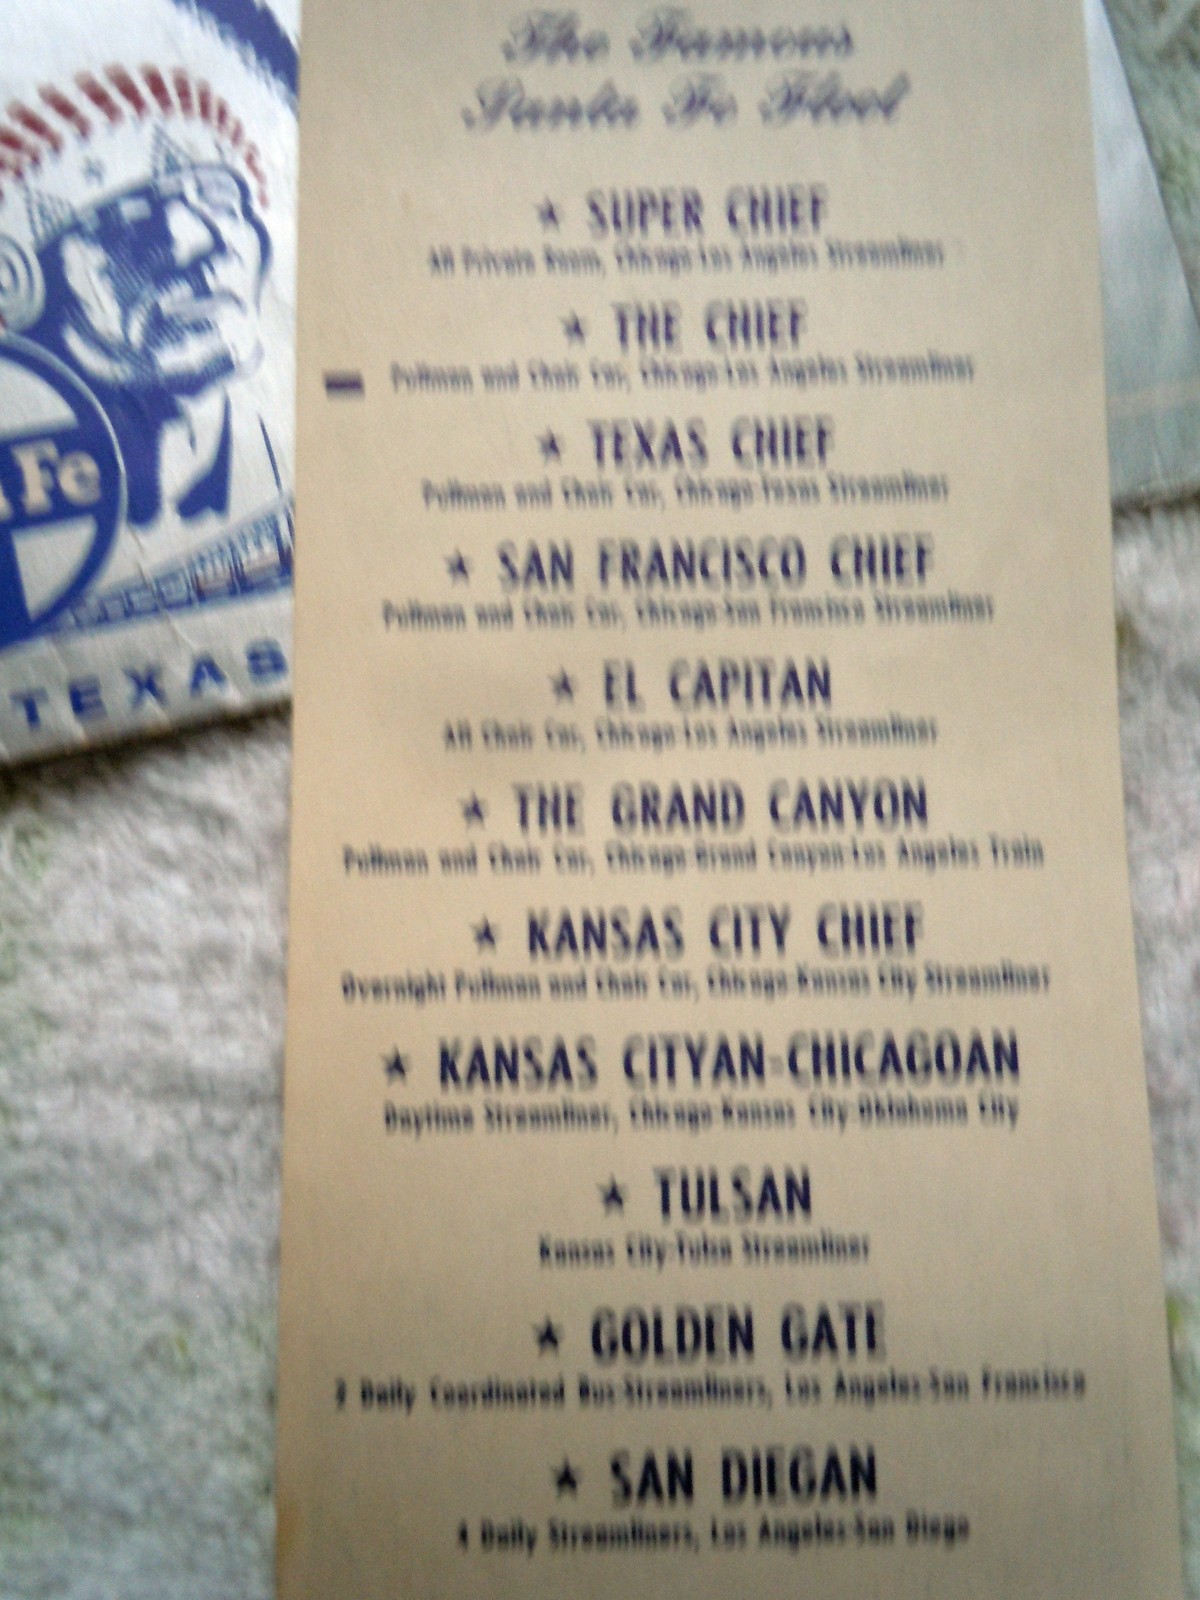 The Famous
Santa Fe Fleet
★ SUPER CHIEF
All Private Room, Chicago-Los Angeles Streamliner
★ THE CHIEF
Pullman and Chair Car, Chicago-Los Angeles Streamliner
★ TEXAS CHIEF
Pullman and Chair Car, Chicago-Texas Streamliner
★ SAN FRANCISCO CHIEF
Pullman and Chair Car, Chicago-San Francisco Streamliner
★ EL CAPITAN
All Chair Car, Chicago-Los Angeles Streamliner
★ THE GRAND CANYON
Pullman and Chair Car, Chicago-Grand Canyon-Los Angeles Train
★ KANSAS CITY CHIEF
Overnight Pullman and Chair Car, Chicago-Kansas City Streamliner
★ KANSAS CITYAN-CHICAGOAN
Daytime Streamliner, Chicago-Kansas City-Oklahoma City
★ TULSAN
Kansas City-Tulsa Streamliner
★ GOLDEN GATE
2 Daily Coordinated Bus-Streamliners, Los Angeles-San Francisco
★ SAN DIEGAN
4 Daily Streamliners, Los Angeles-San Diego
Fe
TEXAS